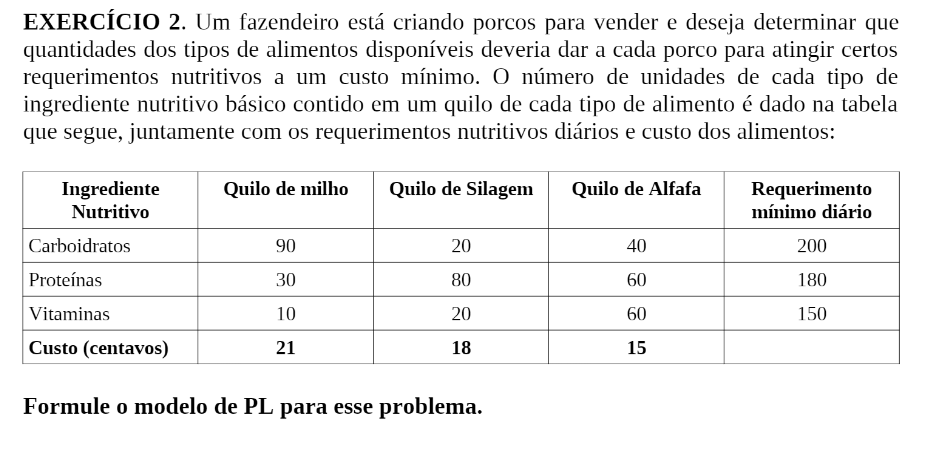 EXERCÍCIO 2. Um fazendeiro está criando porcos para vender e deseja determinar que
quantidades dos tipos de alimentos disponíveis deveria dar a cada porco para atingir certos
requerimentos nutritivos a um custo mínimo. O número de unidades de cada tipo de
ingrediente nutritivo básico contido em um quilo de cada tipo de alimento é dado na tabela
que segue, juntamente com os requerimentos nutritivos diários e custo dos alimentos:
Ingrediente Nutritivo Quilo de milho Quilo de Silagem Quilo de Alfafa Requerimento mínimo diário
Carboidratos 90 20 40 200
Proteínas 30 80 60 180
Vitaminas 10 20 60 150
Custo (centavos) 21 18 15
Formule o modelo de PL para esse problema.